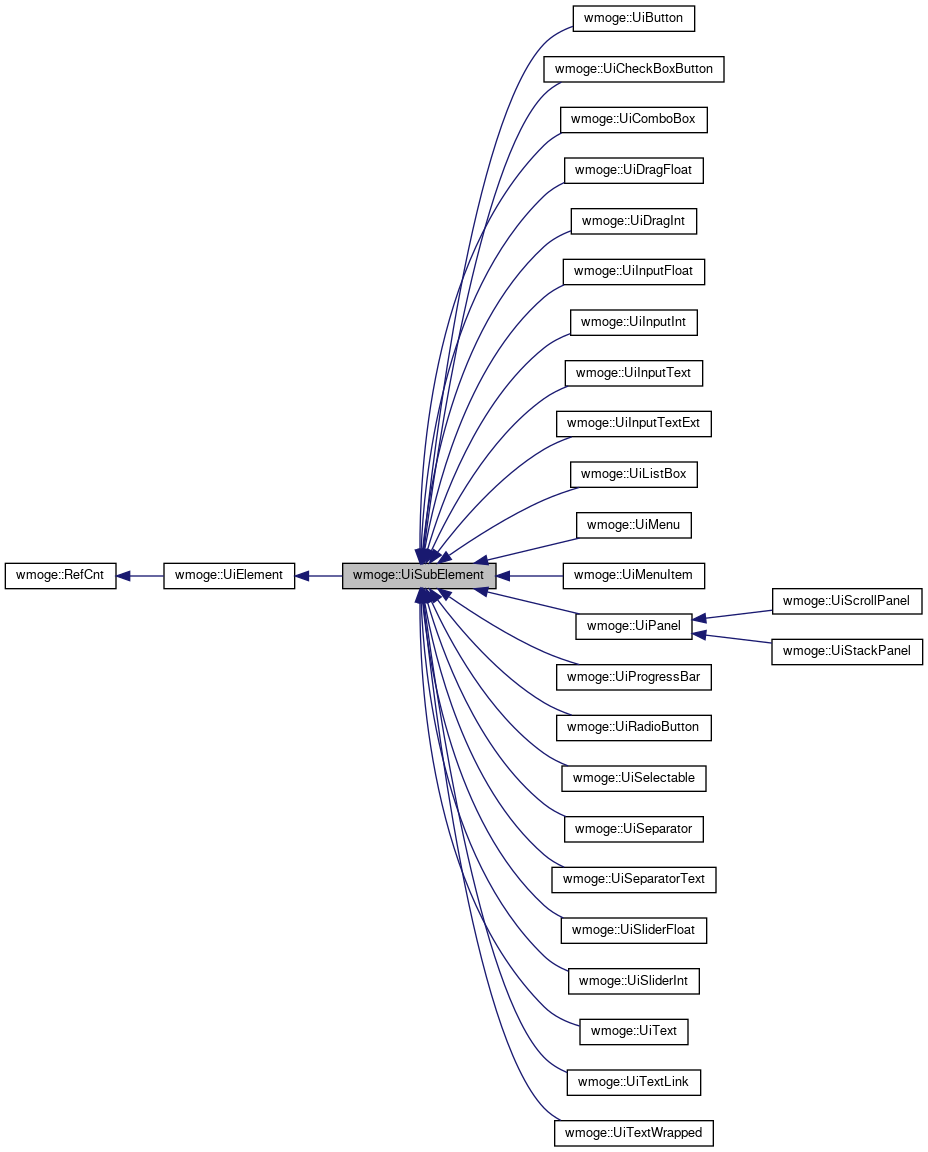 wmoge::UiButton
wmoge::UiCheckBoxButton
wmoge::UiComboBox
wmoge::UiDragFloat
wmoge::UiDragInt
wmoge::UiInputFloat
wmoge::UiInputInt
wmoge::UiInputText
wmoge::UiInputTextExt
wmoge::UiListBox
wmoge::UiMenu
wmoge::RefCnt
wmoge::UiElement
wmoge::UiSubElement
wmoge::UiMenuItem
wmoge::UiScrollPanel
wmoge::UiPanel
wmoge::UiStackPanel
wmoge::UiProgressBar
wmoge::UiRadioButton
wmoge::UiSelectable
wmoge::UiSeparator
wmoge::UiSeparatorText
wmoge::UiSliderFloat
wmoge::UiSliderInt
wmoge::UiText
wmoge::UiTextLink
wmoge::UiTextWrapped